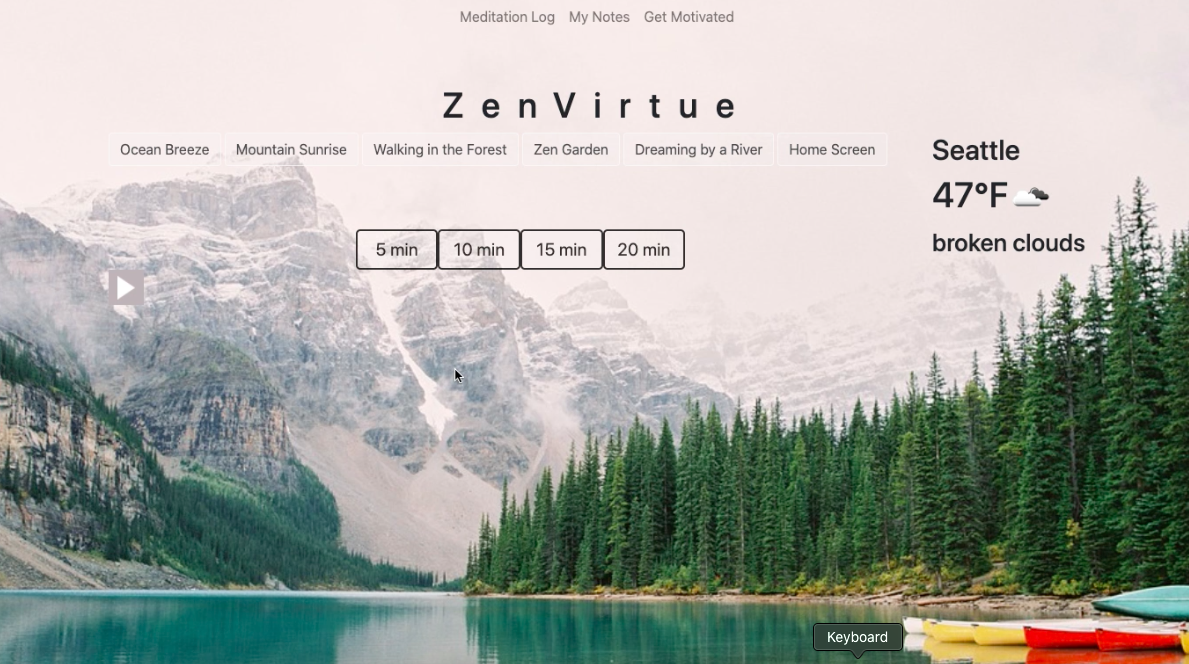 Meditation Log My Notes Get Motivated
Z e n V i r t u e
Ocean Breeze Mountain Sunrise Walking in the Forest Zen Garden Dreaming by a River Home Screen
Seattle
47°F
broken clouds
5 min 10 min 15 min 20 min
Keyboard